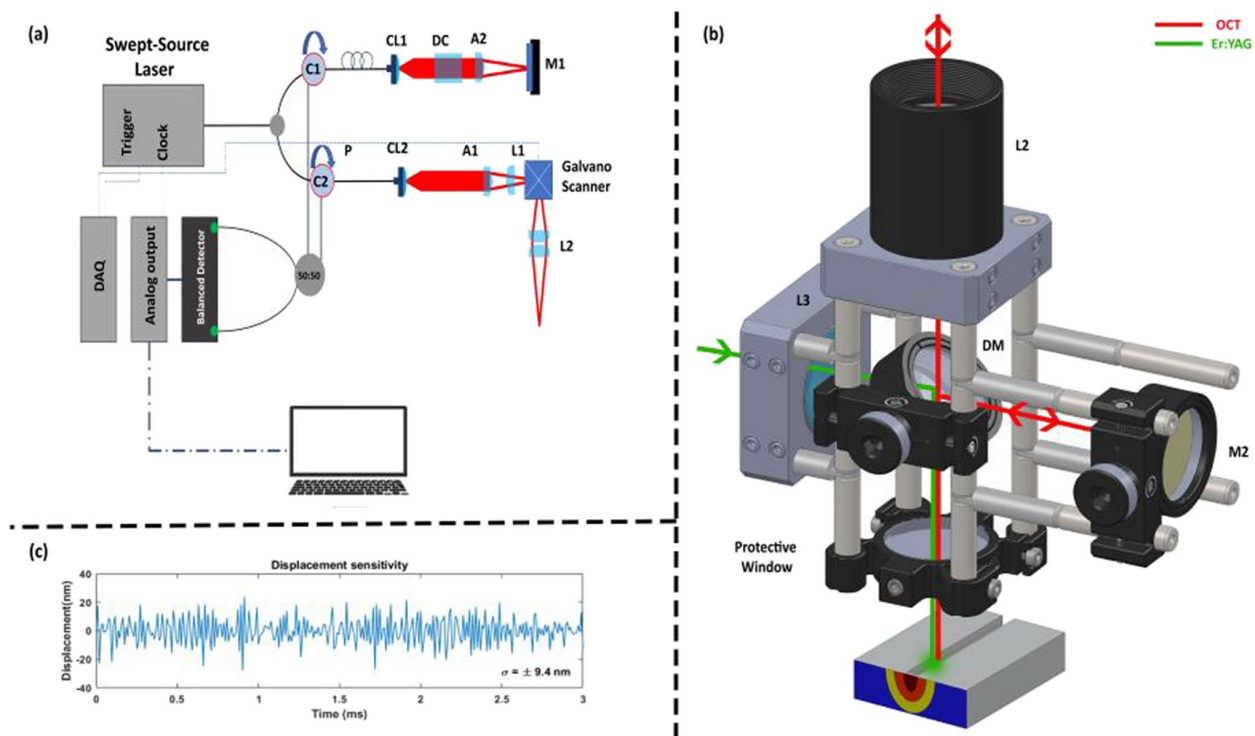 (a)
Swept-Source
Laser
Trigger
Clock
C1
CL1
DC
A2
M1
C2
P
CL2
A1
L1
Galvano
Scanner
L2
DAQ
Analog output
Balanced Detector
50:50
(b)
OCT
Er:YAG
L2
L3
DM
M2
Protective
Window
(c)
Displacement sensitivity
Displacement(nm)
40
20
0
-20
-40
σ = ± 9.4 nm
0
0.5
1
1.5
2
2.5
3
Time (ms)